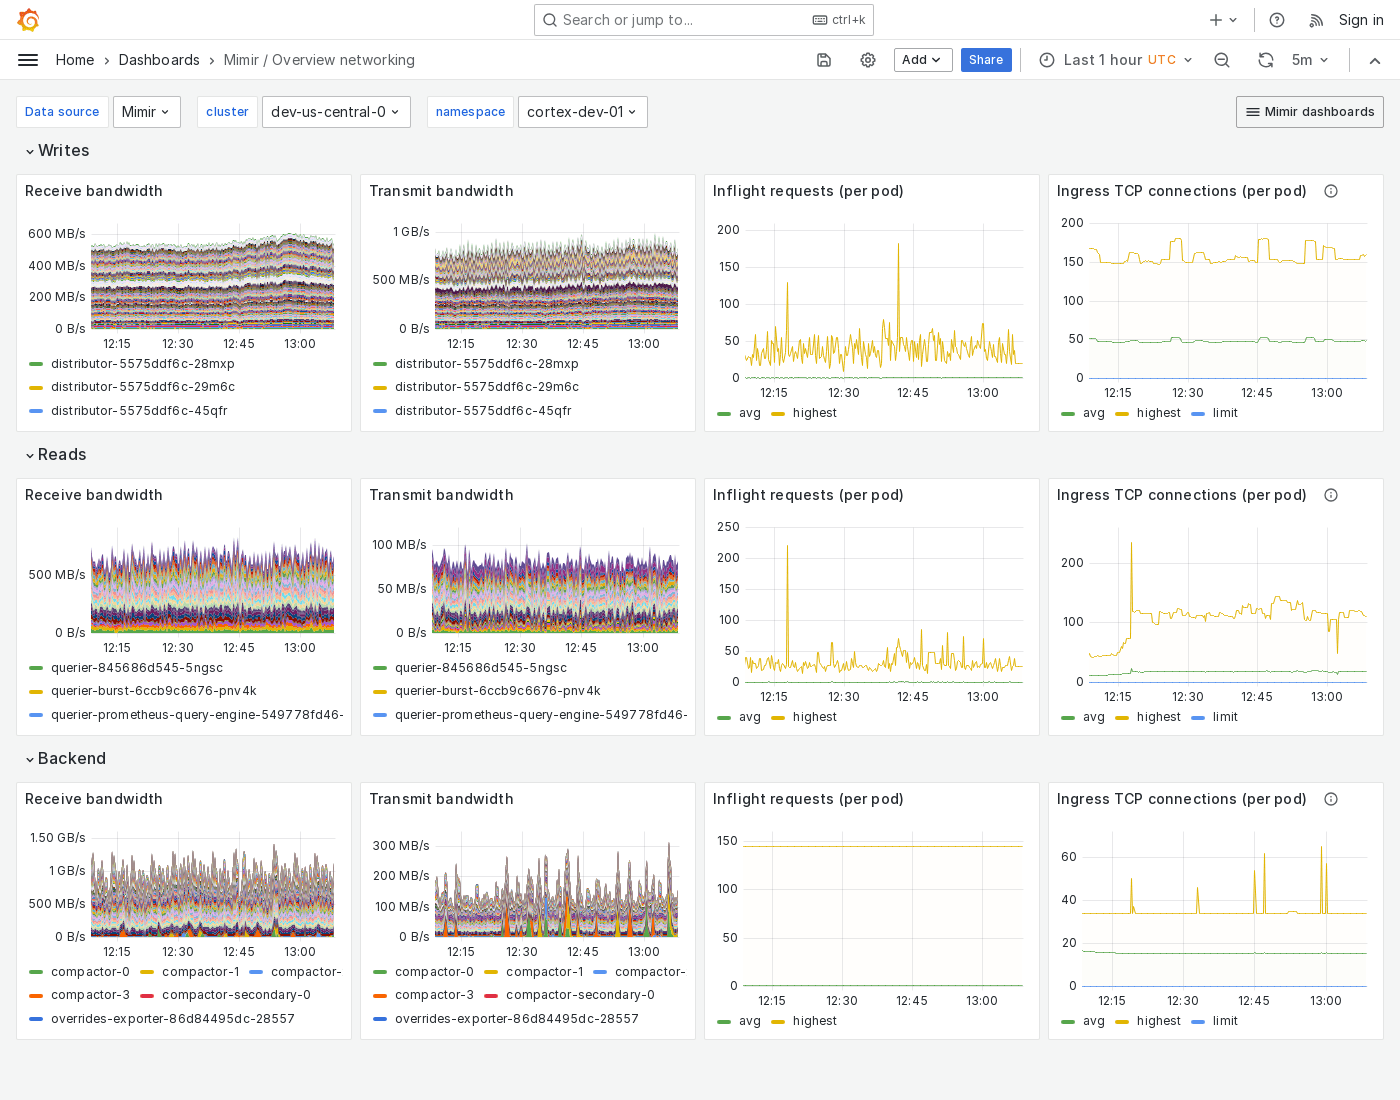 Search or jump to...
ctrl+k
Sign in
Home
Dashboards
Mimir / Overview networking
Add
Share
Last 1 hour UTC
5m
Data source
Mimir
cluster
dev-us-central-0
namespace
cortex-dev-01
Mimir dashboards
Writes
Receive bandwidth
600 MB/s
400 MB/s
200 MB/s
0 B/s
12:15 12:30 12:45 13:00
distributor-5575ddf6c-28mxp
distributor-5575ddf6c-29m6c
distributor-5575ddf6c-45qfr
Transmit bandwidth
1 GB/s
500 MB/s
0 B/s
12:15 12:30 12:45 13:00
distributor-5575ddf6c-28mxp
distributor-5575ddf6c-29m6c
distributor-5575ddf6c-45qfr
Inflight requests (per pod)
200
150
100
50
0
12:15 12:30 12:45 13:00
avg highest
Ingress TCP connections (per pod)
200
150
100
50
0
12:15 12:30 12:45 13:00
avg highest limit
Reads
Receive bandwidth
500 MB/s
0 B/s
12:15 12:30 12:45 13:00
querier-845686d545-5ngsc
querier-burst-6ccb9c6676-pnv4k
querier-prometheus-query-engine-549778fd46-
Transmit bandwidth
100 MB/s
50 MB/s
0 B/s
12:15 12:30 12:45 13:00
querier-845686d545-5ngsc
querier-burst-6ccb9c6676-pnv4k
querier-prometheus-query-engine-549778fd46-
Inflight requests (per pod)
250
200
150
100
50
0
12:15 12:30 12:45 13:00
avg highest
Ingress TCP connections (per pod)
200
100
0
12:15 12:30 12:45 13:00
avg highest limit
Backend
Receive bandwidth
1.50 GB/s
1 GB/s
500 MB/s
0 B/s
12:15 12:30 12:45 13:00
compactor-0 compactor-1 compactor-
compactor-3 compactor-secondary-0
overrides-exporter-86d84495dc-28557
Transmit bandwidth
300 MB/s
200 MB/s
100 MB/s
0 B/s
12:15 12:30 12:45 13:00
compactor-0 compactor-1 compactor-
compactor-3 compactor-secondary-0
overrides-exporter-86d84495dc-28557
Inflight requests (per pod)
150
100
50
0
12:15 12:30 12:45 13:00
avg highest
Ingress TCP connections (per pod)
60
40
20
0
12:15 12:30 12:45 13:00
avg highest limit